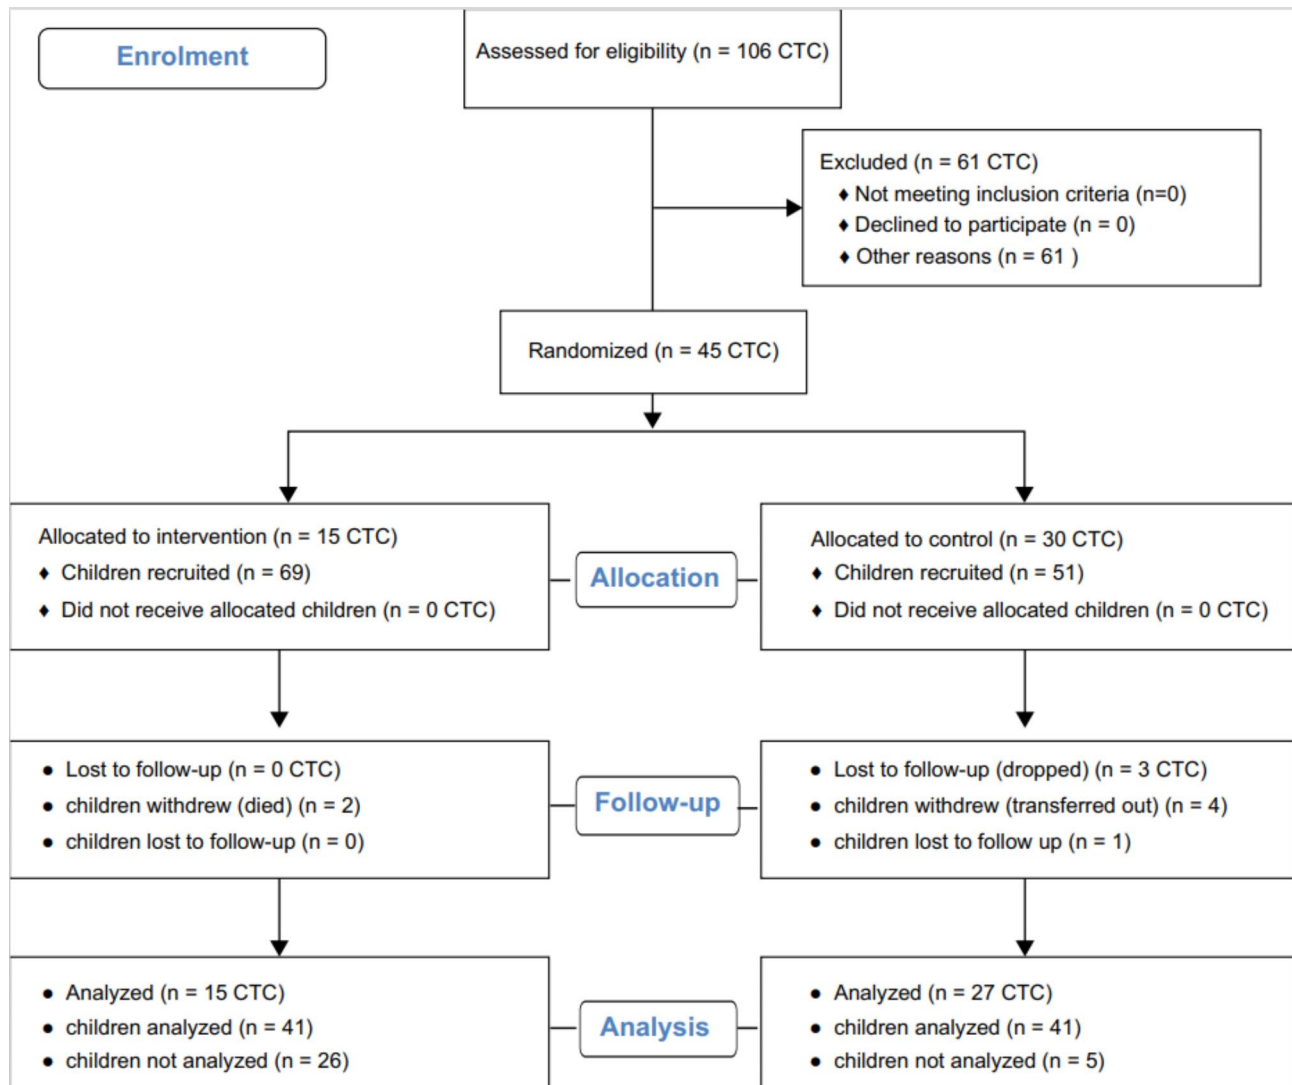 Enrolment
Assessed for eligibility (n = 106 CTC)
Excluded (n = 61 CTC)
♦ Not meeting inclusion criteria (n=0)
♦ Declined to participate (n = 0)
♦ Other reasons (n = 61 )
Randomized (n = 45 CTC)
Allocated to intervention (n = 15 CTC)
♦ Children recruited (n = 69)
♦ Did not receive allocated children (n = 0 CTC)
Allocation
Allocated to control (n = 30 CTC)
♦ Children recruited (n = 51)
♦ Did not receive allocated children (n = 0 CTC)
● Lost to follow-up (n = 0 CTC)
● children withdrew (died) (n = 2)
● children lost to follow-up (n = 0)
Follow-up
● Lost to follow-up (dropped) (n = 3 CTC)
● children withdrew (transferred out) (n = 4)
● children lost to follow up (n = 1)
● Analyzed (n = 15 CTC)
● children analyzed (n = 41)
● children not analyzed (n = 26)
Analysis
● Analyzed (n = 27 CTC)
● children analyzed (n = 41)
● children not analyzed (n = 5)